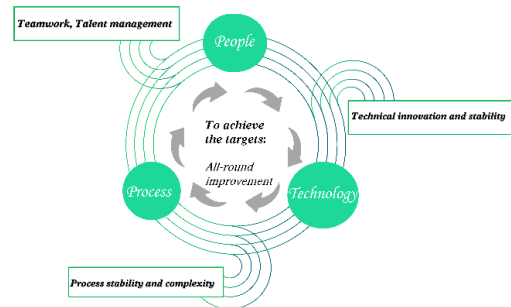 Teamwork, Talent management
People
Technical innovation and stability
To achieve
the targets:
All-round
improvement
Process
Technology
Process stability and complexity